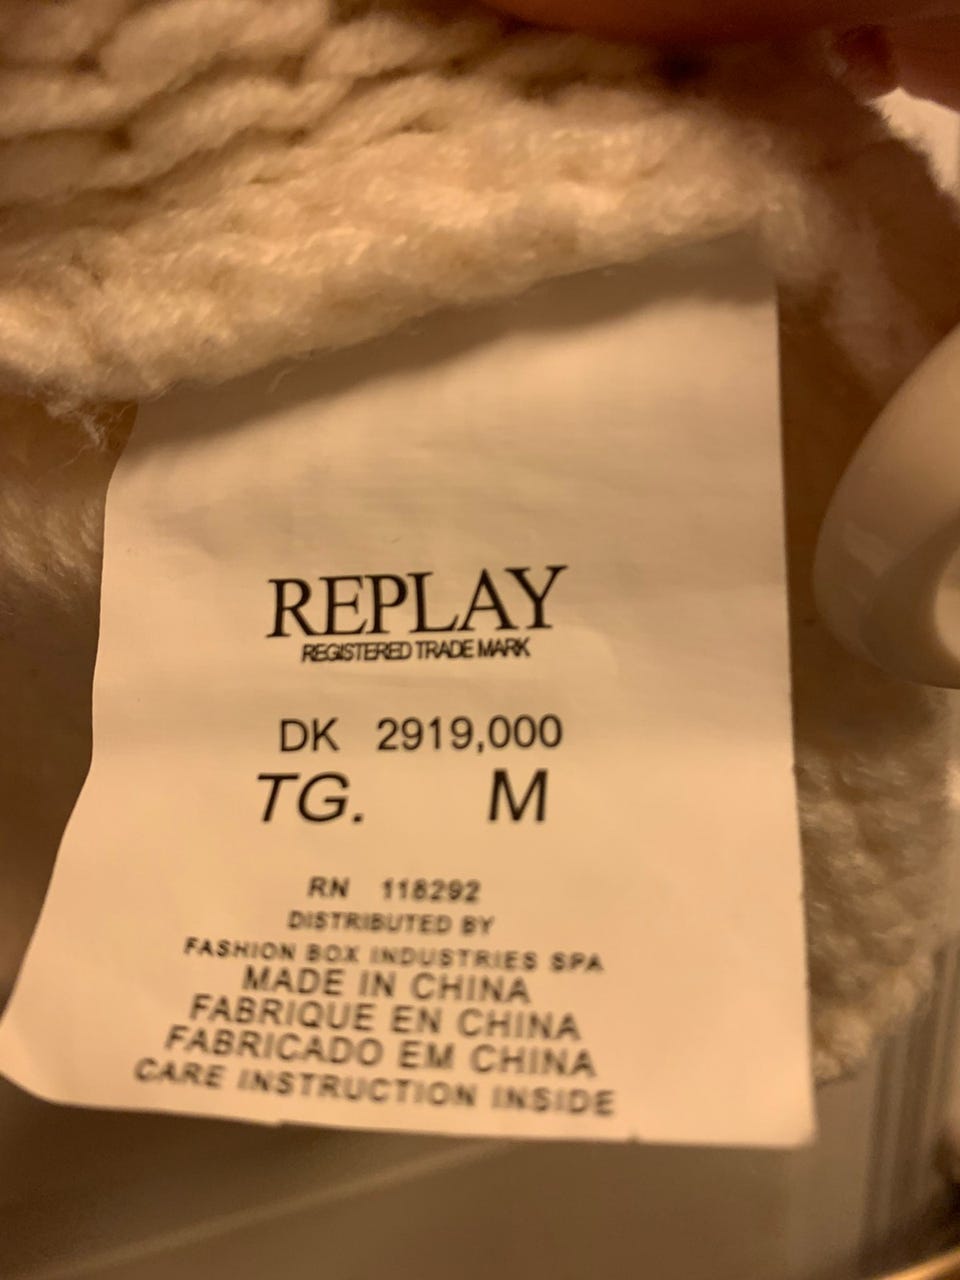 REPLAY
REGISTERED TRADE MARK
DK 2919,000
TG. M
RN 118292
DISTRIBUTED BY
FASHION BOX INDUSTRIES SPA
MADE IN CHINA
FABRIQUE EN CHINA
FABRICADO EM CHINA
CARE INSTRUCTION INSIDE